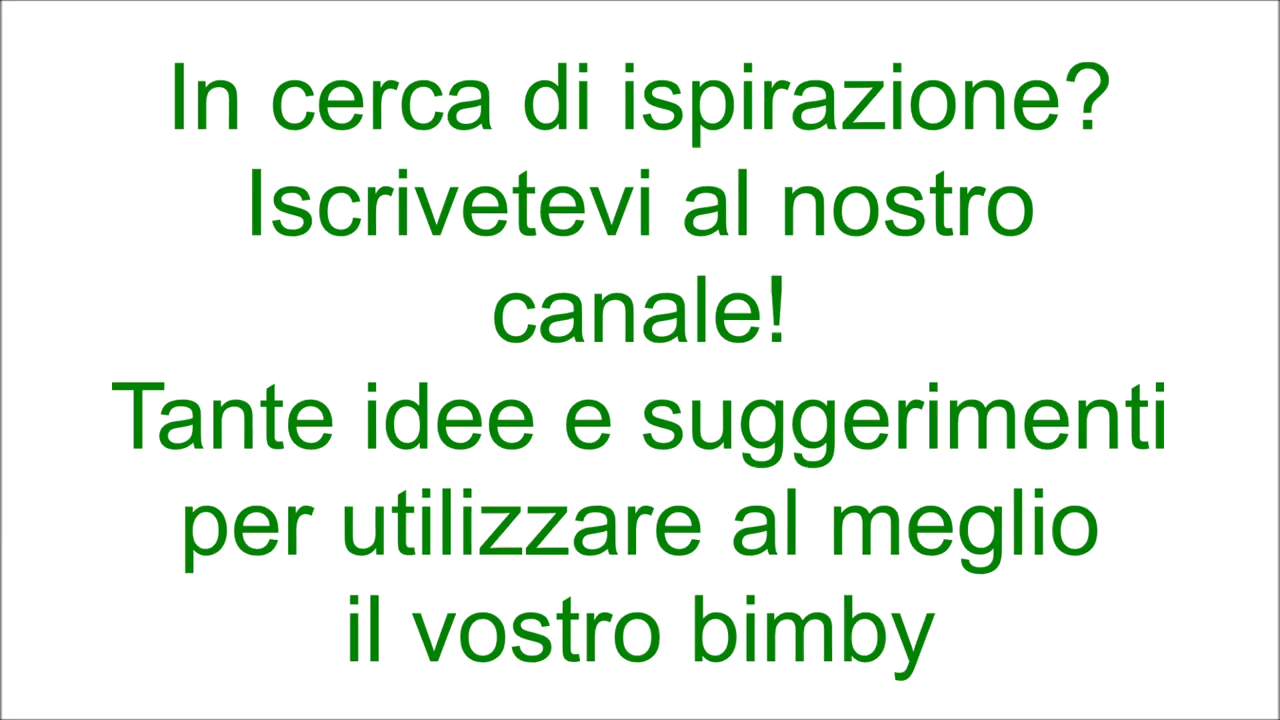 In cerca di ispirazione?
Iscrivetevi al nostro
canale!
Tante idee e suggerimenti
per utilizzare al meglio
il vostro bimby